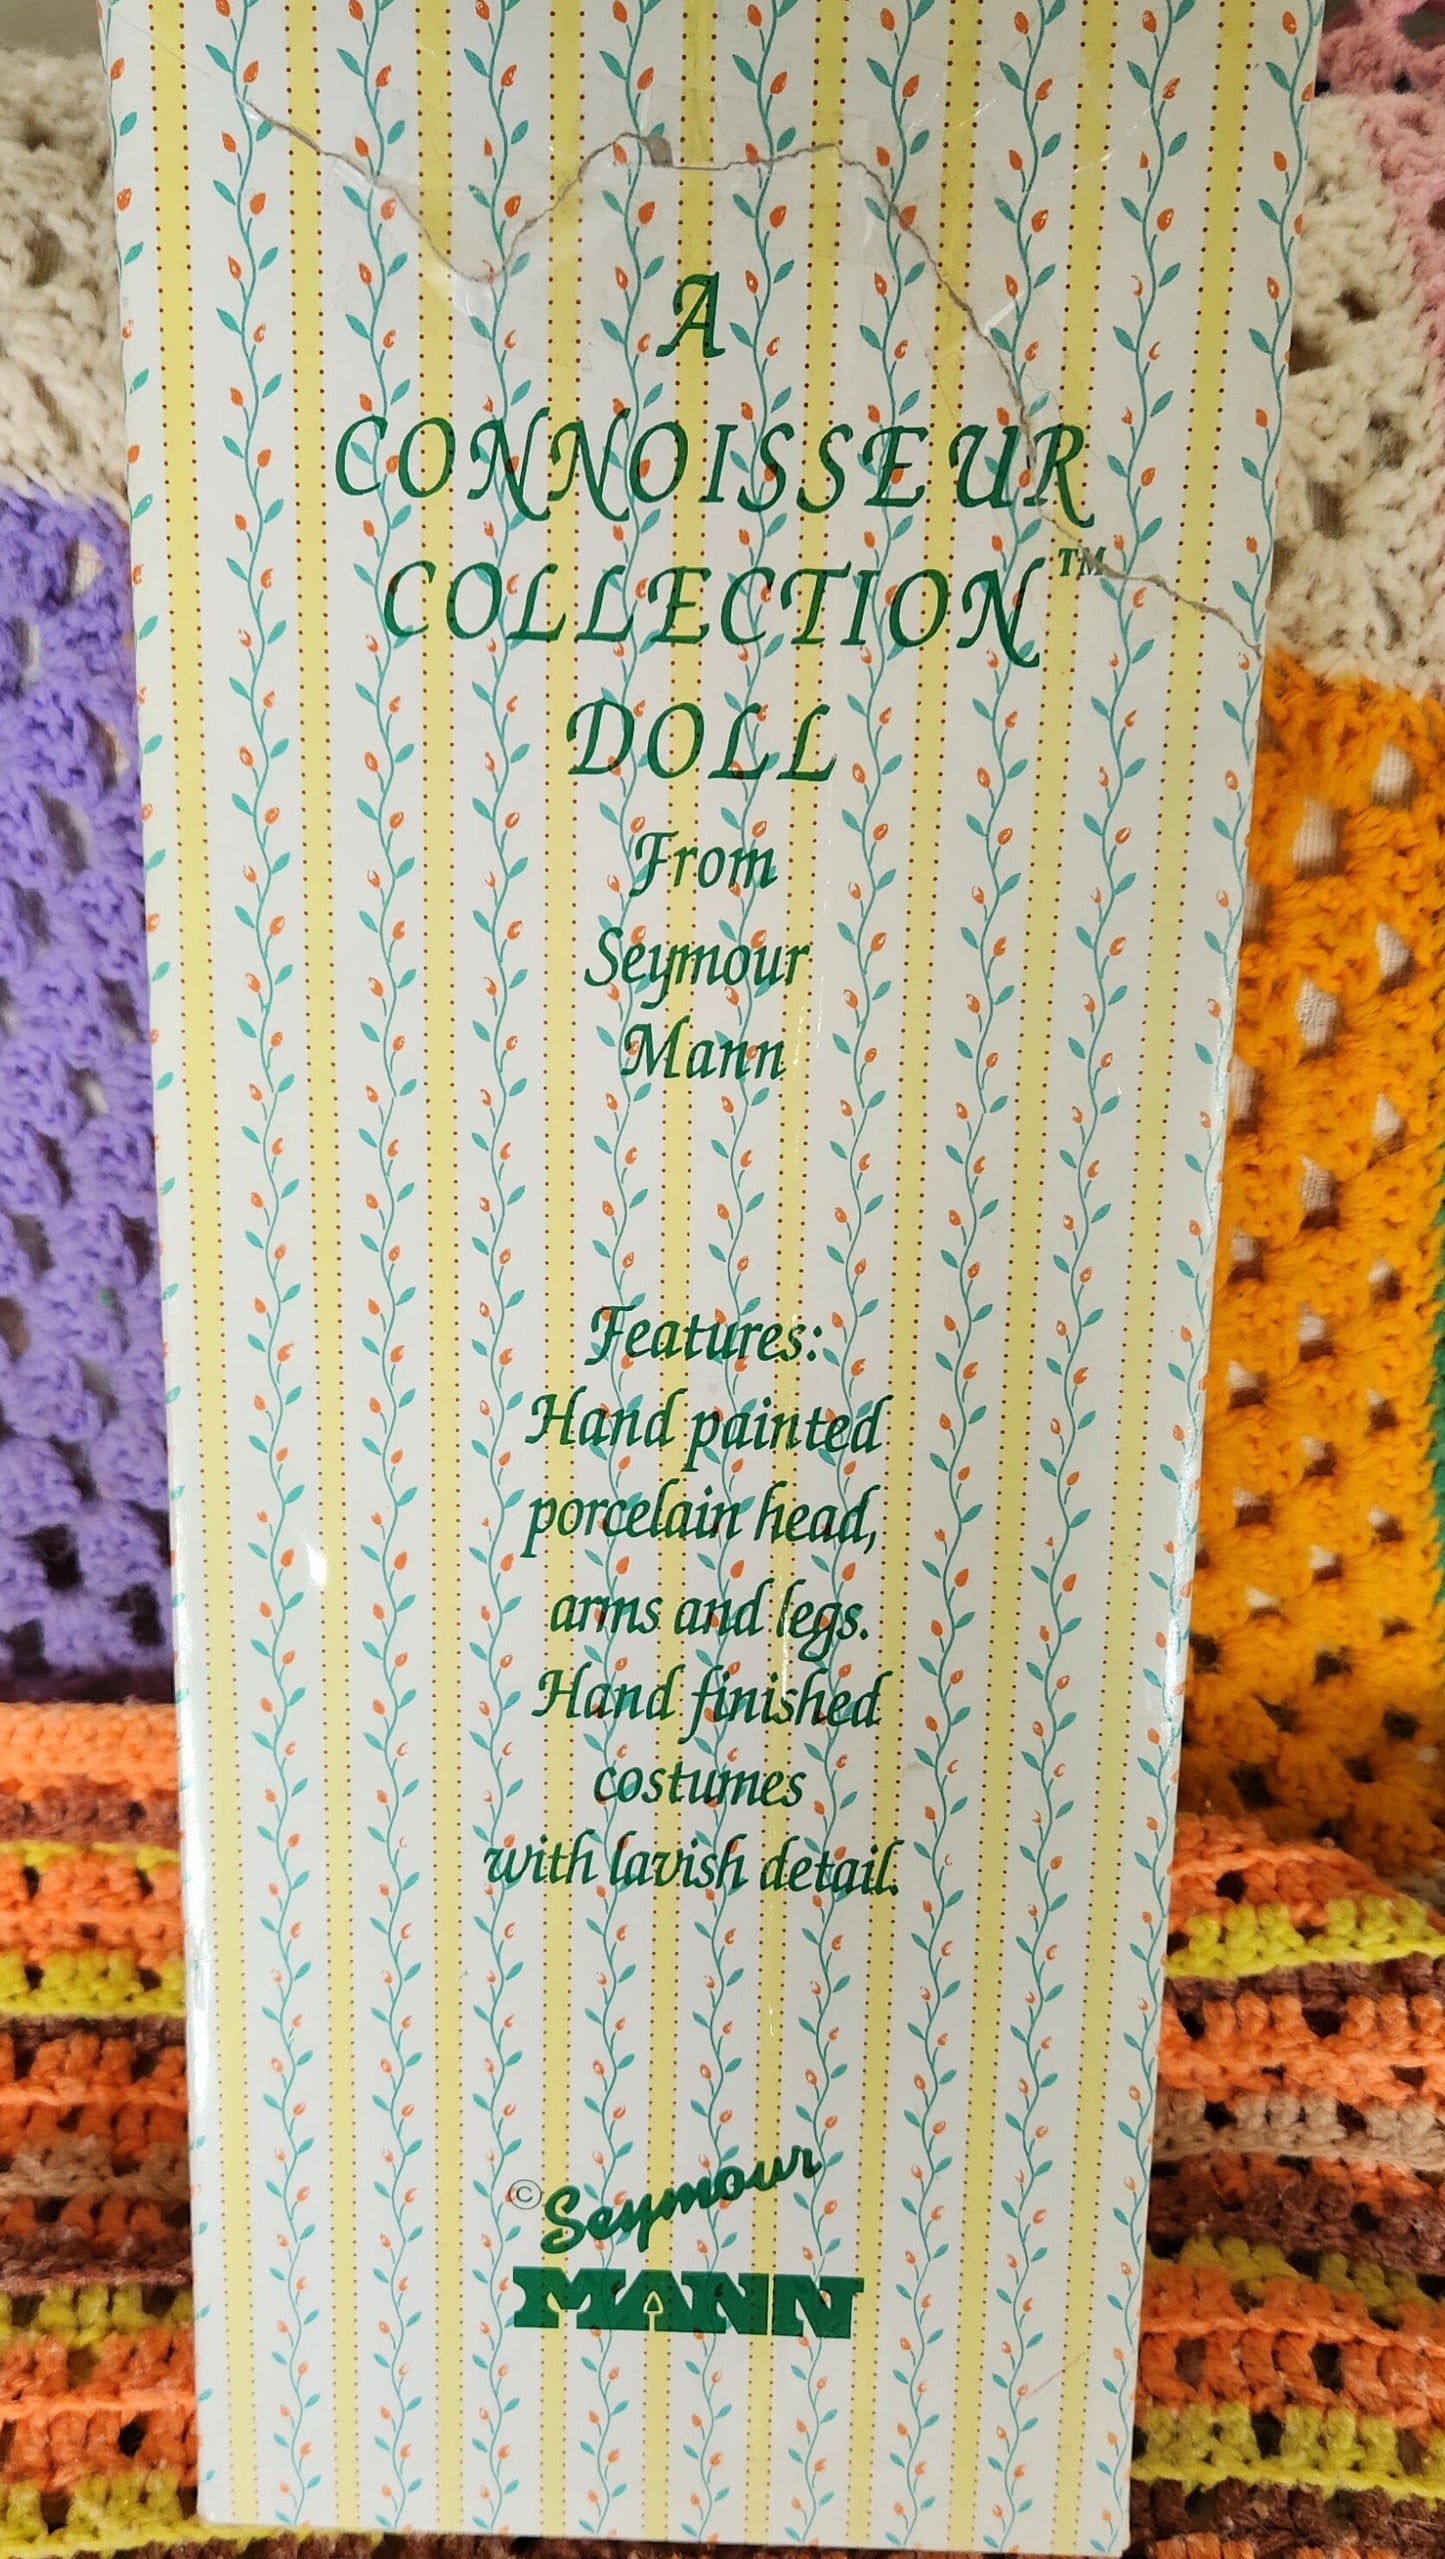 A
CONNOISSEUR
COLLECTION™
DOLL
From
Seymour
Mann
Features:
Hand painted
porcelain head,
arms and legs.
Hand finished
costumes
with lavish detail.
© Seymour
MANN